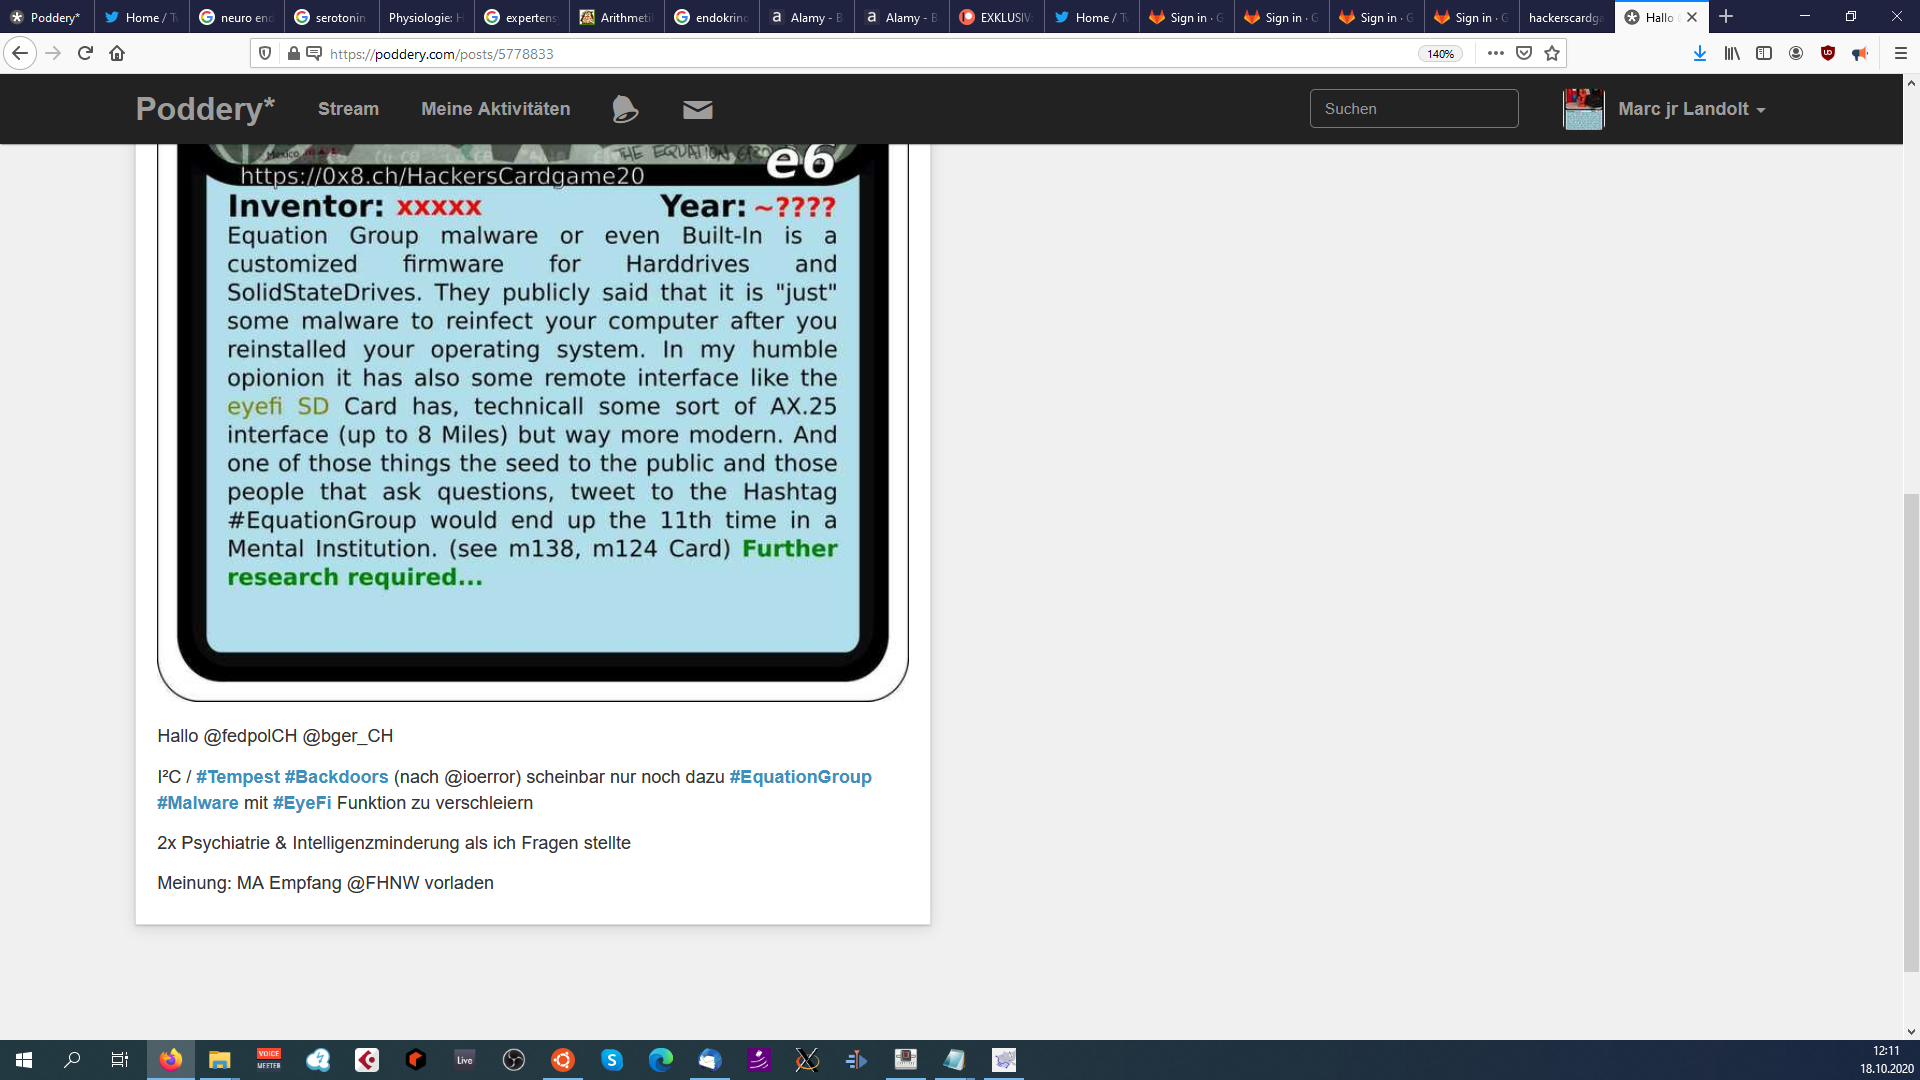 Poddery*
Home / Tw
neuro end
serotonin
Physiologie: H
expertens
Arithmeti
endokrino
Alamy - B
Alamy - B
EXKLUSIV
Home / Tw
Sign in · G
Sign in · G
Sign in · G
Sign in · G
hackerscardga
Hallo
https://poddery.com/posts/5778833
140%
Poddery*
Stream
Meine Aktivitäten
Suchen
Marc jr Landolt
THE EQUATION GROUP
e6
https://0x8.ch/HackersCardgame20
Inventor: xxxxx Year: ~????
Equation Group malware or even Built-In is a
customized firmware for Harddrives and
SolidStateDrives. They publicly said that it is "just"
some malware to reinfect your computer after you
reinstalled your operating system. In my humble
opionion it has also some remote interface like the
eyefi SD Card has, technicall some sort of AX.25
interface (up to 8 Miles) but way more modern. And
one of those things the seed to the public and those
people that ask questions, tweet to the Hashtag
#EquationGroup would end up the 11th time in a
Mental Institution. (see m138, m124 Card) Further
research required...
Hallo @fedpolCH @bger_CH
I²C / #Tempest #Backdoors (nach @ioerror) scheinbar nur noch dazu #EquationGroup
#Malware mit #EyeFi Funktion zu verschleiern
2x Psychiatrie & Intelligenzminderung als ich Fragen stellte
Meinung: MA Empfang @FHNW vorladen
VOICE
MEETER
Live
12:11
18.10.2020